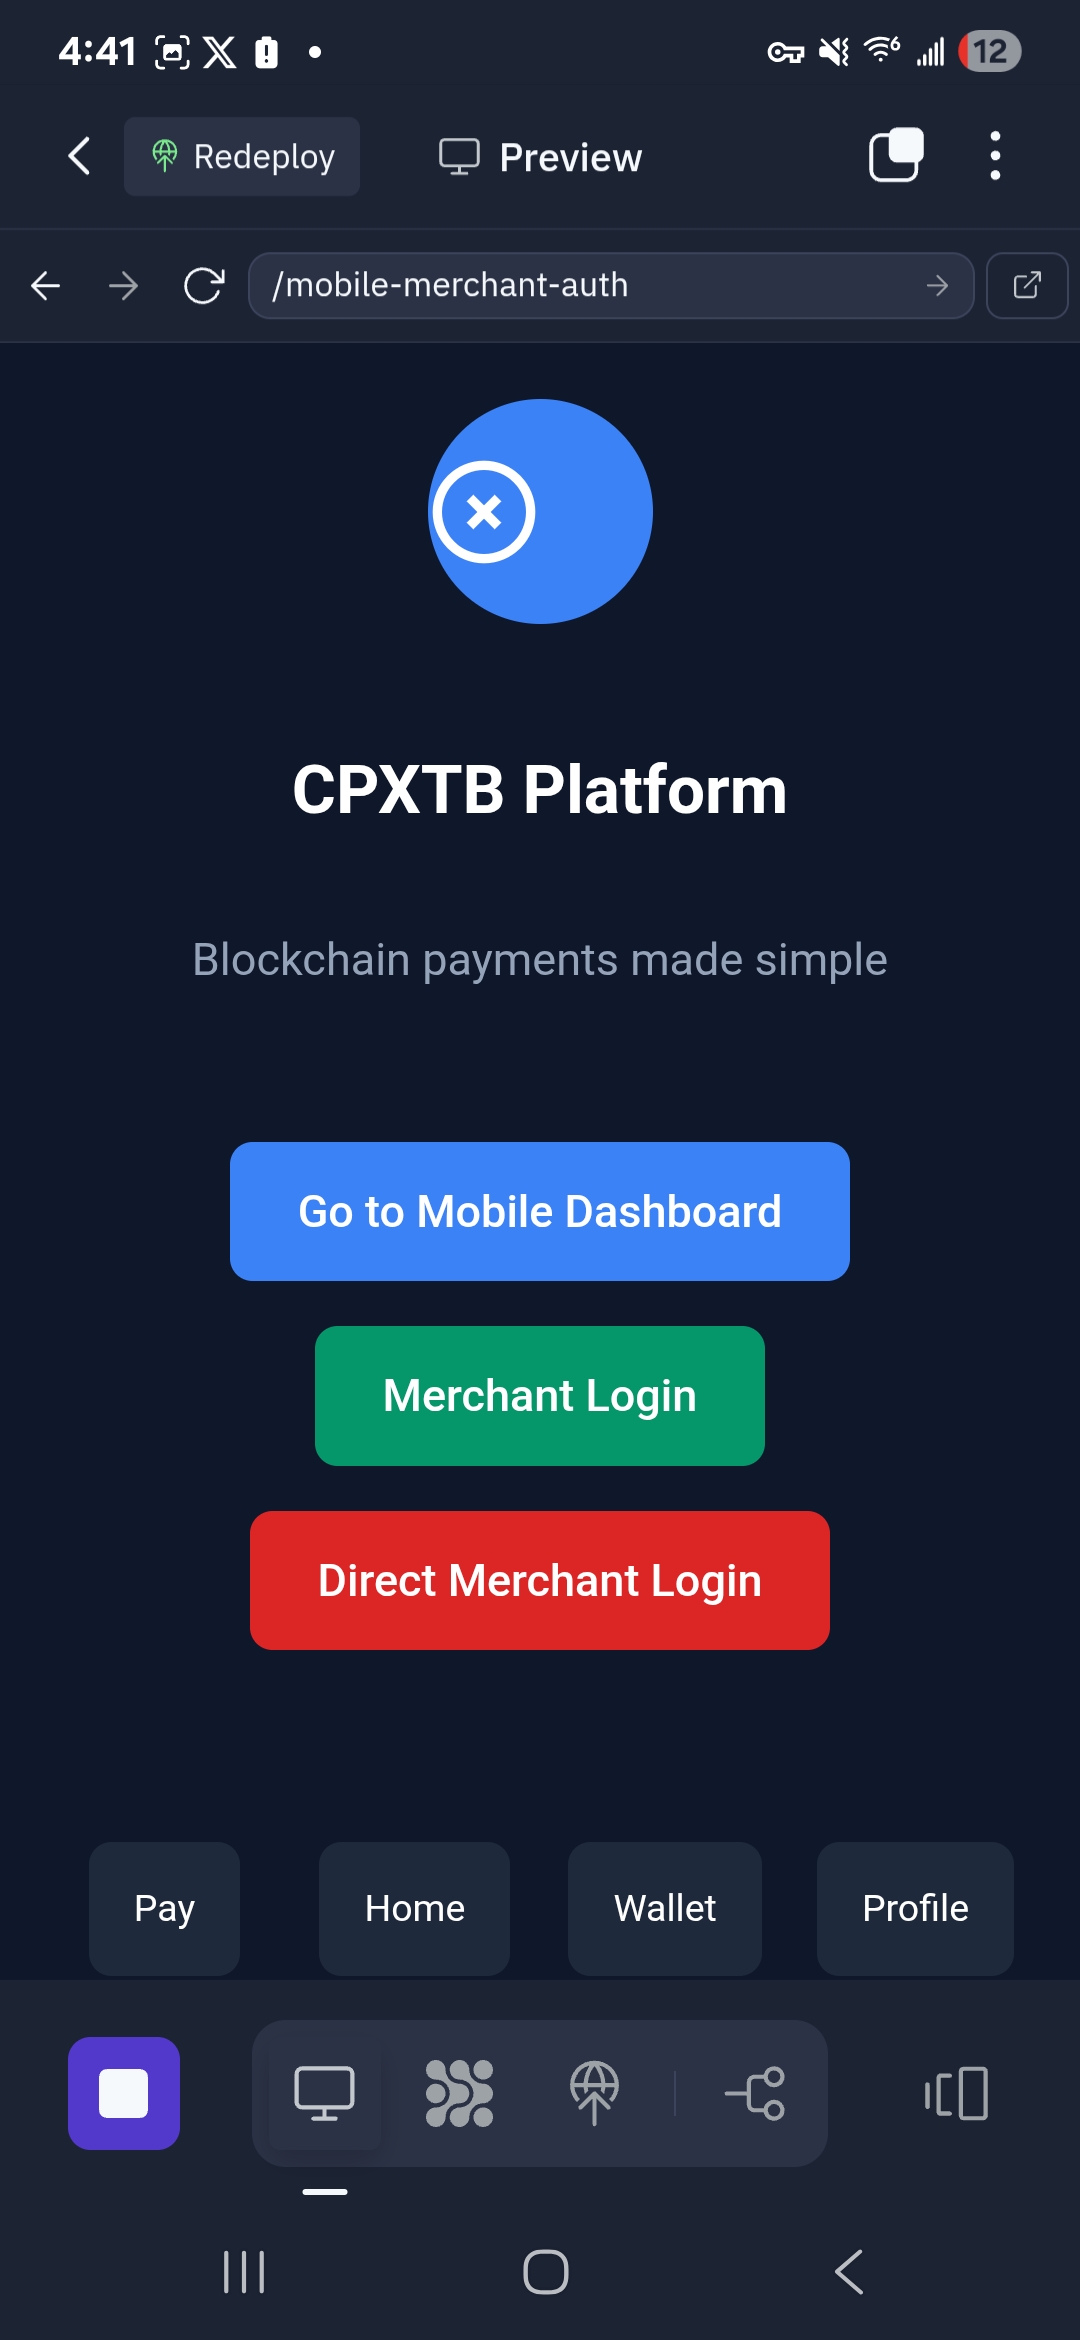 4:41
6
12
Redeploy
Preview
/mobile-merchant-auth
CPXTB Platform
Blockchain payments made simple
Go to Mobile Dashboard
Merchant Login
Direct Merchant Login
Pay
Home
Wallet
Profile